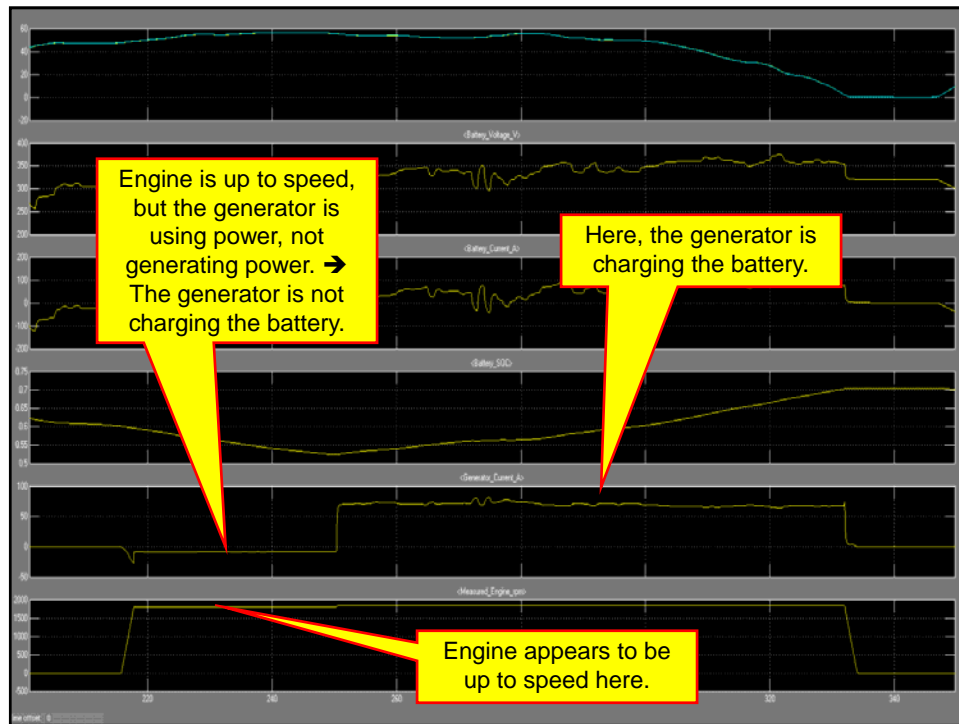 60
40
20
0
-20
<Battery_Voltage_V>
400
350
300
250
200
Engine is up to speed,
but the generator is
using power, not
generating power. ➔
The generator is not
charging the battery.
<Battery_Current_A>
200
100
0
-100
-200
Here, the generator is
charging the battery.
<Battery_SOC>
0.75
0.7
0.65
0.6
0.55
0.5
<Generator_Current_A>
100
50
0
-50
<Measured_Engine_rpm>
2000
1500
1000
500
0
-500
Engine appears to be
up to speed here.
220 240 260 320 340
offset: 0